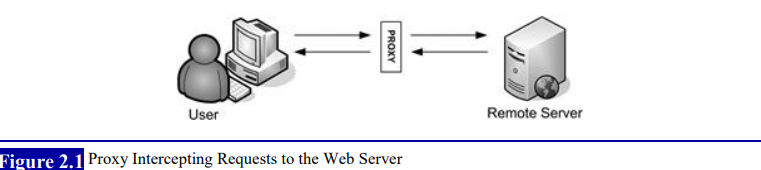 PROXY
User
Remote Server
Figure 2.1 Proxy Intercepting Requests to the Web Server